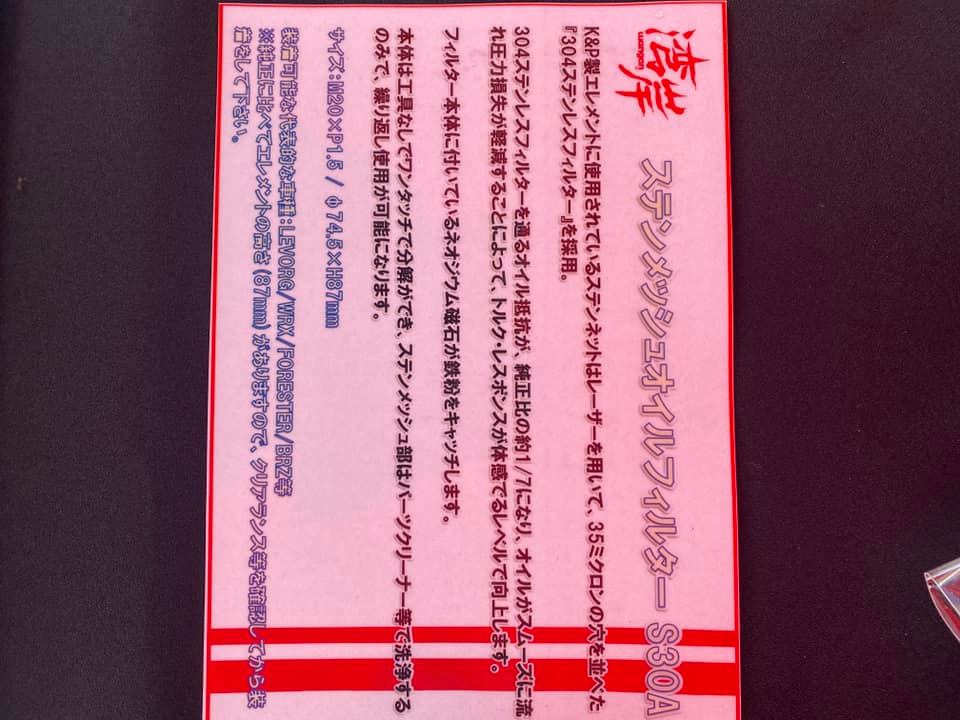 湾岸
wangan
ステンメッシュオイルフィルター S30A
K&P製エレメントに使用されているステンネットはレーザーを用いて、35ミクロンの穴を並べた
『304ステンレスフィルター』を採用。
304ステンレスフィルターを通るオイル抵抗が、純正比の約1/7になり、オイルがスムーズに流
れ圧力損失が軽減することによって、トルク・レスポンスが体感でるレベルで向上します。
フィルター本体に付いているネオジウム磁石が鉄粉をキャッチします。
本体は工具なしでワンタッチで分解ができ、ステンメッシュ部はパーツクリーナー等で洗浄する
のみで、繰り返し使用が可能になります。
サイズ:M20×P1.5 / φ74.5×H87mm
装着可能な代表的な車種:LEVORG/WRX/FORESTER/BRZ等
※純正に比べてエレメントの高さ(87mm)がありますので、クリアランス等を確認してから装
着をして下さい。